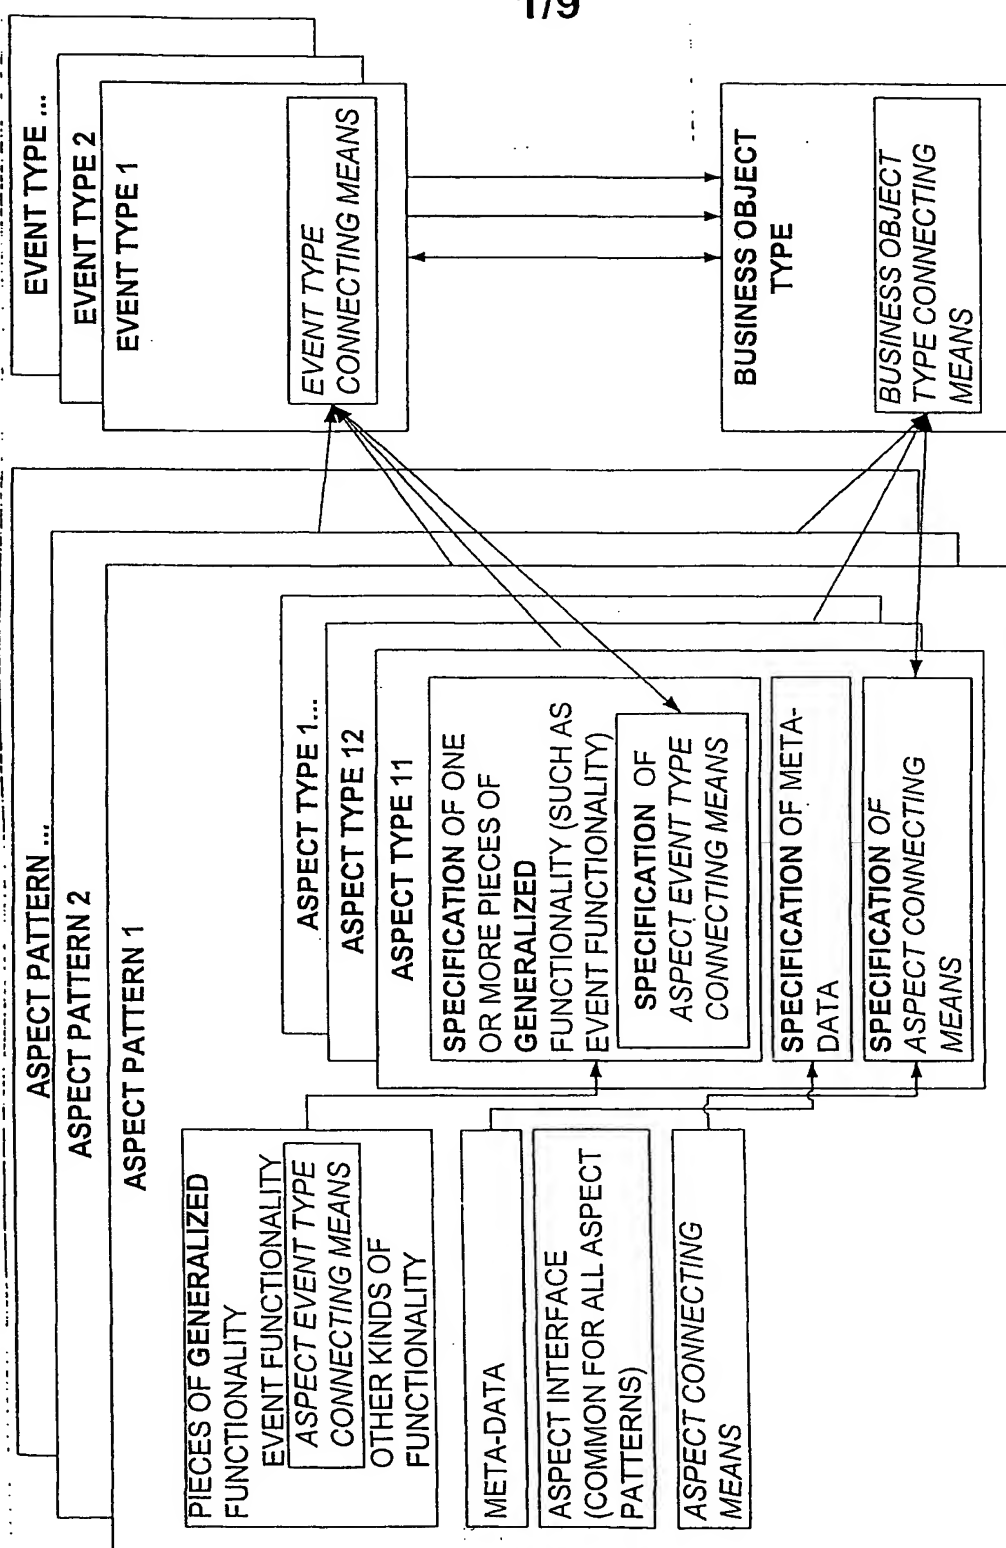 1/9
ASPECT PATTERN...
ASPECT PATTERN 2
ASPECT PATTERN 1
PIECES OF GENERALIZED
FUNCTIONALITY
EVENT FUNCTIONALITY
ASPECT EVENT TYPE
CONNECTING MEANS
OTHER KINDS OF
FUNCTIONALITY
META-DATA
ASPECT INTERFACE
(COMMON FOR ALL ASPECT
PATTERNS)
ASPECT CONNECTING
MEANS
ASPECT TYPE 1...
ASPECT TYPE 12
ASPECT TYPE 11
SPECIFICATION OF ONE
OR MORE PIECES OF
GENERALIZED
FUNCTIONALITY (SUCH AS
EVENT FUNCTIONALITY)
SPECIFICATION OF
ASPECT EVENT TYPE
CONNECTING MEANS
SPECIFICATION OF META-
DATA
SPECIFICATION OF
ASPECT CONNECTING
MEANS
EVENT TYPE ...
EVENT TYPE 2
EVENT TYPE 1
EVENT TYPE
CONNECTING MEANS
BUSINESS OBJECT
TYPE
BUSINESS OBJECT
TYPE CONNECTING
MEANS